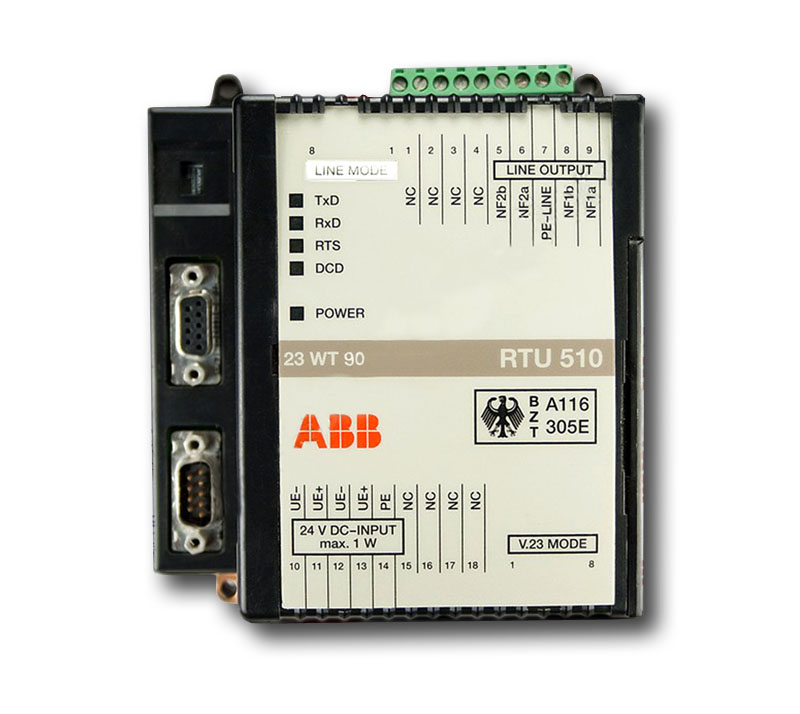 8 1 1 2 3 4 5 6 7 8 9
LINE MODE
NC NC NC NC
LINE OUTPUT
NF2b NF2a PE-LINE NF1b NF1a
TxD
RxD
RTS
DCD
POWER
23 WT 90 RTU 510
ABB
BZT A116
305E
UE- UE+ UE- UE+ PE NC NC NC NC
24 V DC-INPUT
max. 1 W
V.23 MODE
10 11 12 13 14 15 16 17 18 1 8